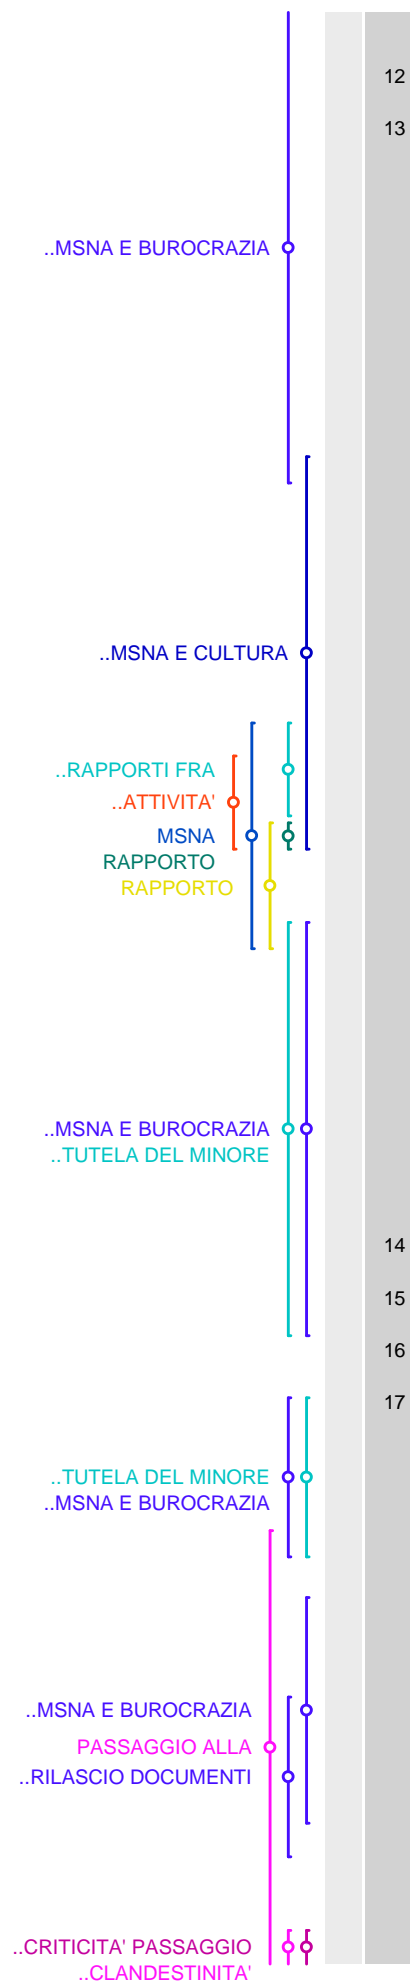 12
13
..MSNA E BUROCRAZIA
..MSNA E CULTURA
..RAPPORTI FRA
..ATTIVITA'
MSNA
RAPPORTO
RAPPORTO
..MSNA E BUROCRAZIA
..TUTELA DEL MINORE
14
15
16
17
..TUTELA DEL MINORE
..MSNA E BUROCRAZIA
..MSNA E BUROCRAZIA
PASSAGGIO ALLA
..RILASCIO DOCUMENTI
..CRITICITA' PASSAGGIO
..CLANDESTINITA'